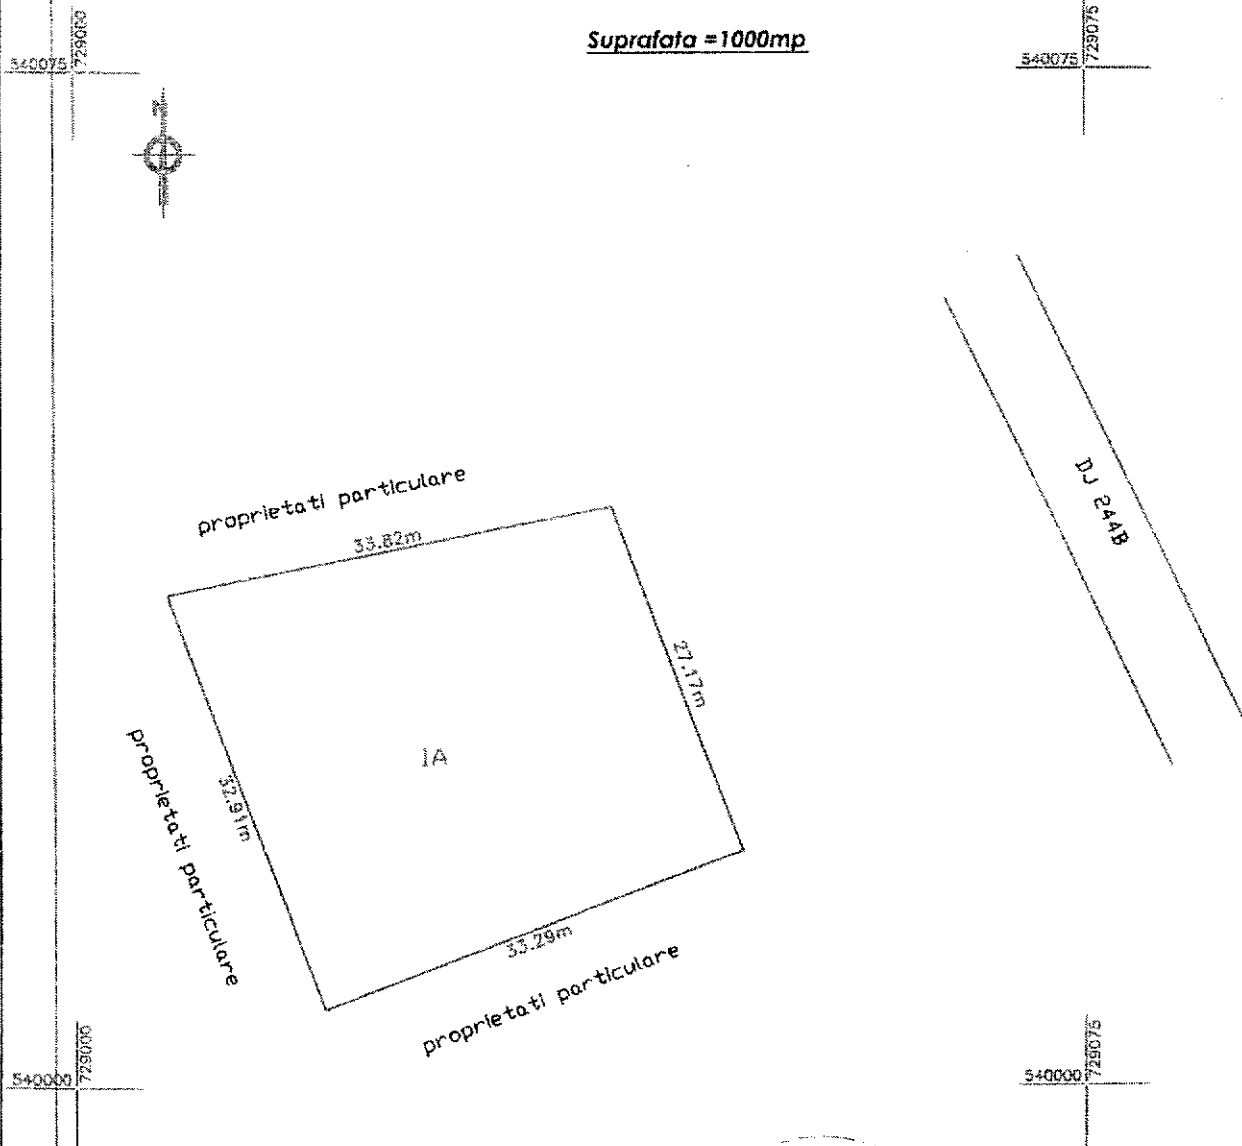 Suprafata =1000mp
540075
729000
540075
729075
N
DJ 244B
proprietati particulare
33.82m
27.17m
1A
proprietati particulare
32.91m
33.29m
proprietati particulare
540000
729000
540000
729075